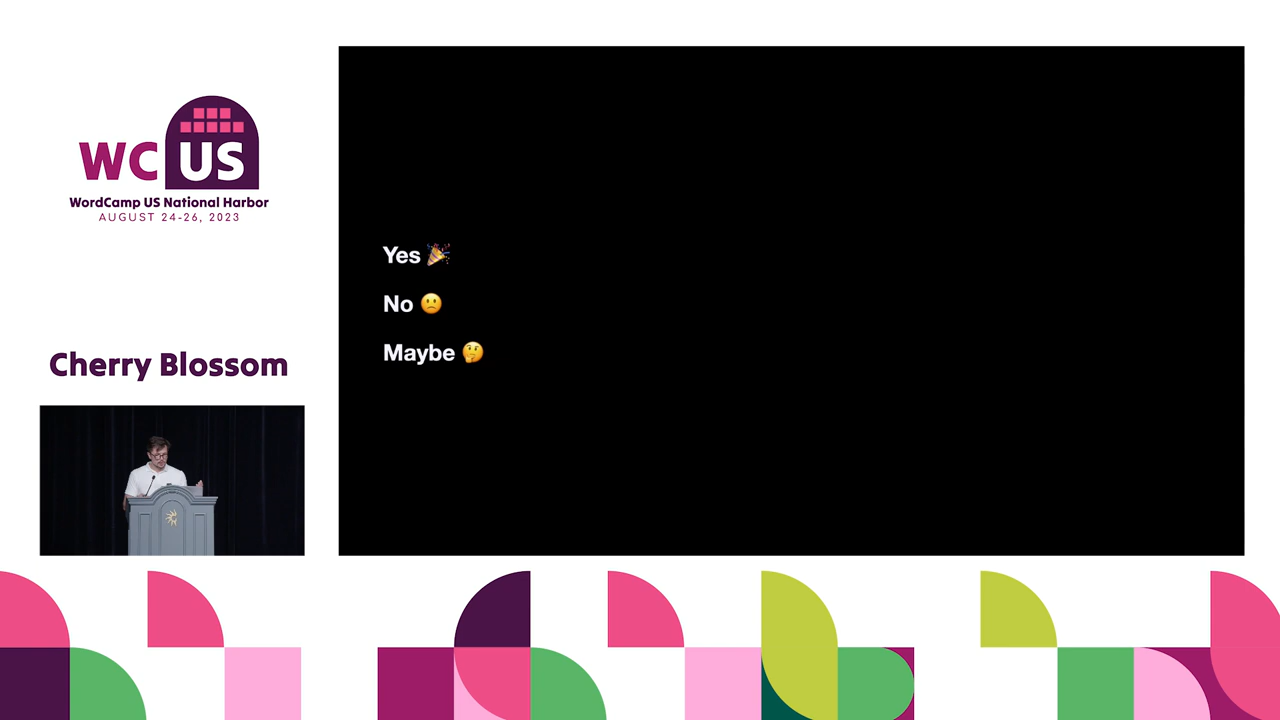 WC US
WordCamp US National Harbor
AUGUST 24-26, 2023
Cherry Blossom
Yes 🎉
No 🙁
Maybe 🤔